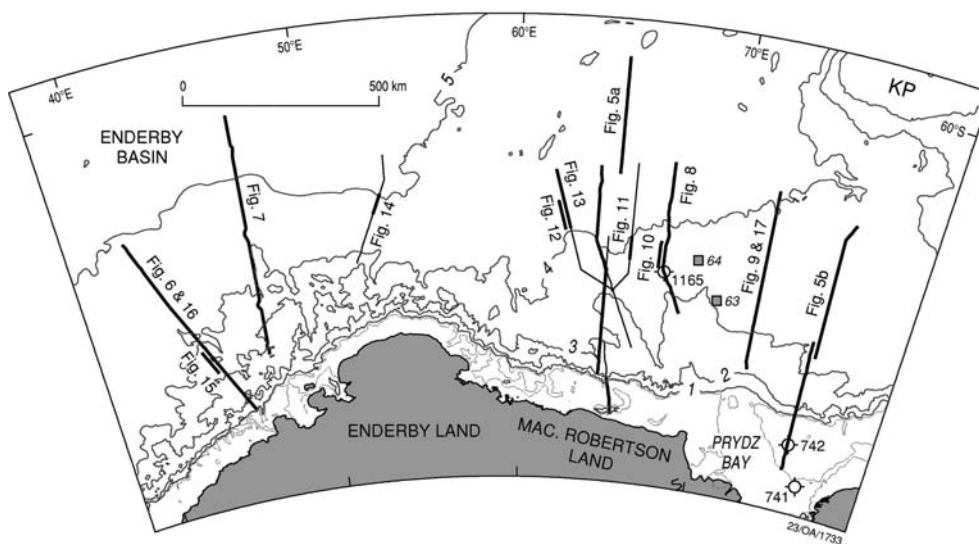 40°E
50°E
60°E
70°E
60°S
KP
0
500 km
ENDERBY
BASIN
5
Fig. 5a
Fig. 7
Fig. 14
Fig. 13
Fig. 12
Fig. 11
Fig. 8
Fig. 10
1165
64
63
Fig. 9 & 17
Fig. 5b
Fig. 6 & 16
Fig. 15
4
3
1
2
ENDERBY LAND
MAC. ROBERTSON
LAND
PRYDZ
BAY
742
741
23/OA/1733